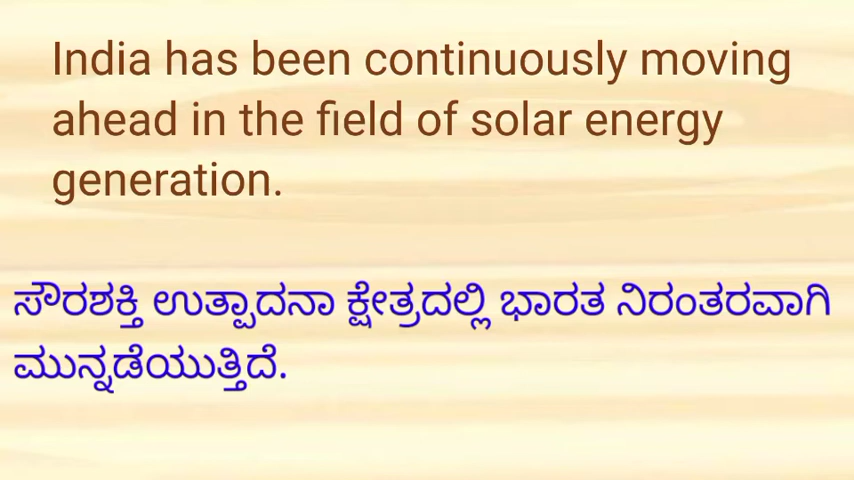 India has been continuously moving
ahead in the field of solar energy
generation.
ಸೌರಶಕ್ತಿ ಉತ್ಪಾದನಾ ಕ್ಷೇತ್ರದಲ್ಲಿ ಭಾರತ ನಿರಂತರವಾಗಿ
ಮುನ್ನಡೆಯುತ್ತಿದೆ.